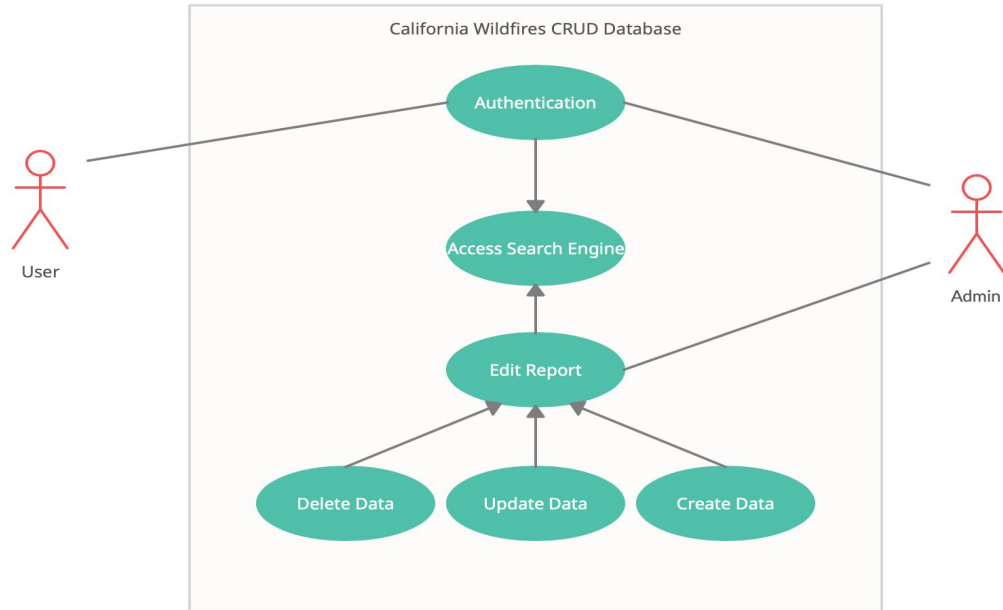 California Wildfires CRUD Database
Authentication
User
Access Search Engine
Admin
Edit Report
Delete Data
Update Data
Create Data